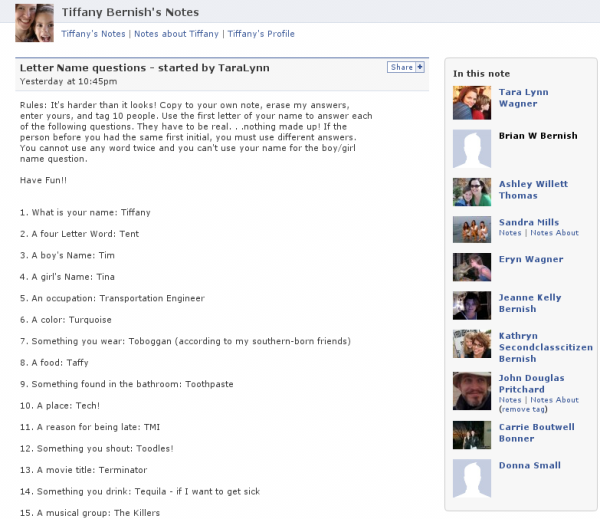 Tiffany Bernish's Notes
Tiffany's Notes | Notes about Tiffany | Tiffany's Profile
Letter Name questions - started by TaraLynn
Share +
Yesterday at 10:45pm
Rules: It's harder than it looks! Copy to your own note, erase my answers,
enter yours, and tag 10 people. Use the first letter of your name to answer each
of the following questions. They have to be real. . .nothing made up! If the
person before you had the same first initial, you must use different answers.
You cannot use any word twice and you can't use your name for the boy/girl
name question.
Have Fun!!
1. What is your name: Tiffany
2. A four Letter Word: Tent
3. A boy's Name: Tim
4. A girl's Name: Tina
5. An occupation: Transportation Engineer
6. A color: Turquoise
7. Something you wear: Toboggan (according to my southern-born friends)
8. A food: Taffy
9. Something found in the bathroom: Toothpaste
10. A place: Tech!
11. A reason for being late: TMI
12. Something you shout: Toodles!
13. A movie title: Terminator
14. Something you drink: Tequila - if I want to get sick
15. A musical group: The Killers
In this note
Tara Lynn
Wagner
Brian W Bernish
Ashley Willett
Thomas
Sandra Mills
Notes | Notes About
Eryn Wagner
Jeanne Kelly
Bernish
Kathryn
Secondclasscitizen
Bernish
John Douglas
Pritchard
Notes | Notes About
(remove tag)
Carrie Boutwell
Bonner
Donna Small